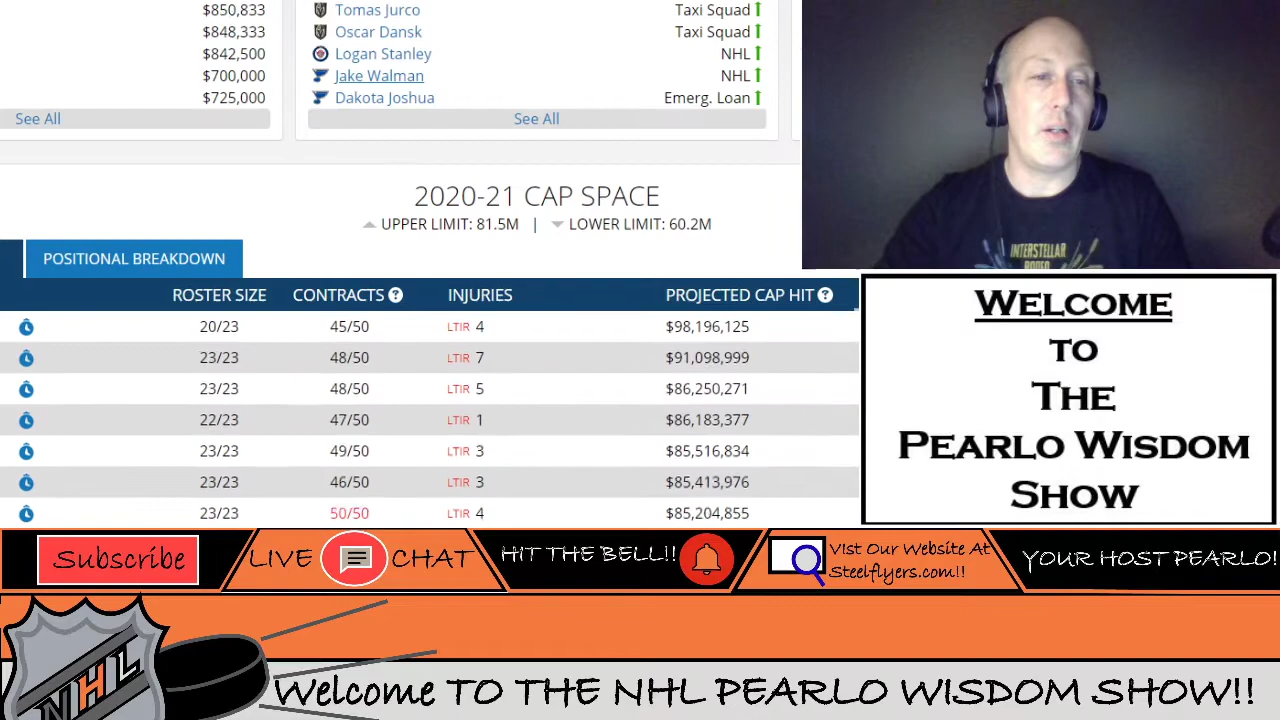 $850,833 Tomas Jurco Taxi Squad
$848,333 Oscar Dansk Taxi Squad
$842,500 Logan Stanley NHL
$700,000 Jake Walman NHL
$725,000 Dakota Joshua Emerg. Loan
See All See All
2020-21 CAP SPACE
UPPER LIMIT: 81.5M | LOWER LIMIT: 60.2M
POSITIONAL BREAKDOWN
ROSTER SIZE CONTRACTS ? INJURIES PROJECTED CAP HIT ?
20/23 45/50 LTIR 4 $98,196,125
23/23 48/50 LTIR 7 $91,098,999
23/23 48/50 LTIR 5 $86,250,271
22/23 47/50 LTIR 1 $86,183,377
23/23 49/50 LTIR 3 $85,516,834
23/23 46/50 LTIR 3 $85,413,976
23/23 50/50 LTIR 4 $85,204,855
INTERSTELLAR
RODEO
WELCOME
TO
THE
PEARLO WISDOM
SHOW
Subscribe LIVE CHAT HIT THE BELL!! VIst Our Website At
Steelflyers.com!! YOUR HOST PEARLO!
NHL
Welcome TO THE NHL PEARLO WISDOM SHOW!!